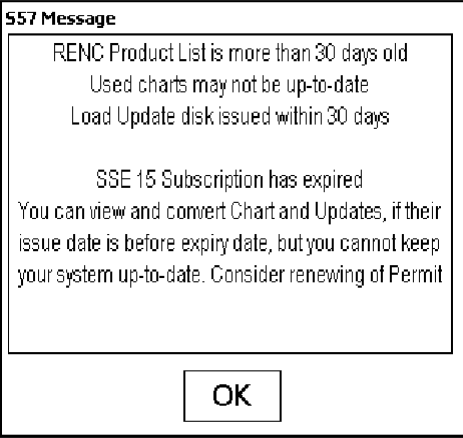 S57 Message
RENC Product List is more than 30 days old
Used charts may not be up-to-date
Load Update disk issued within 30 days
SSE 15 Subscription has expired
You can view and convert Chart and Updates, if their
issue date is before expiry date, but you cannot keep
your system up-to-date. Consider renewing of Permit
OK